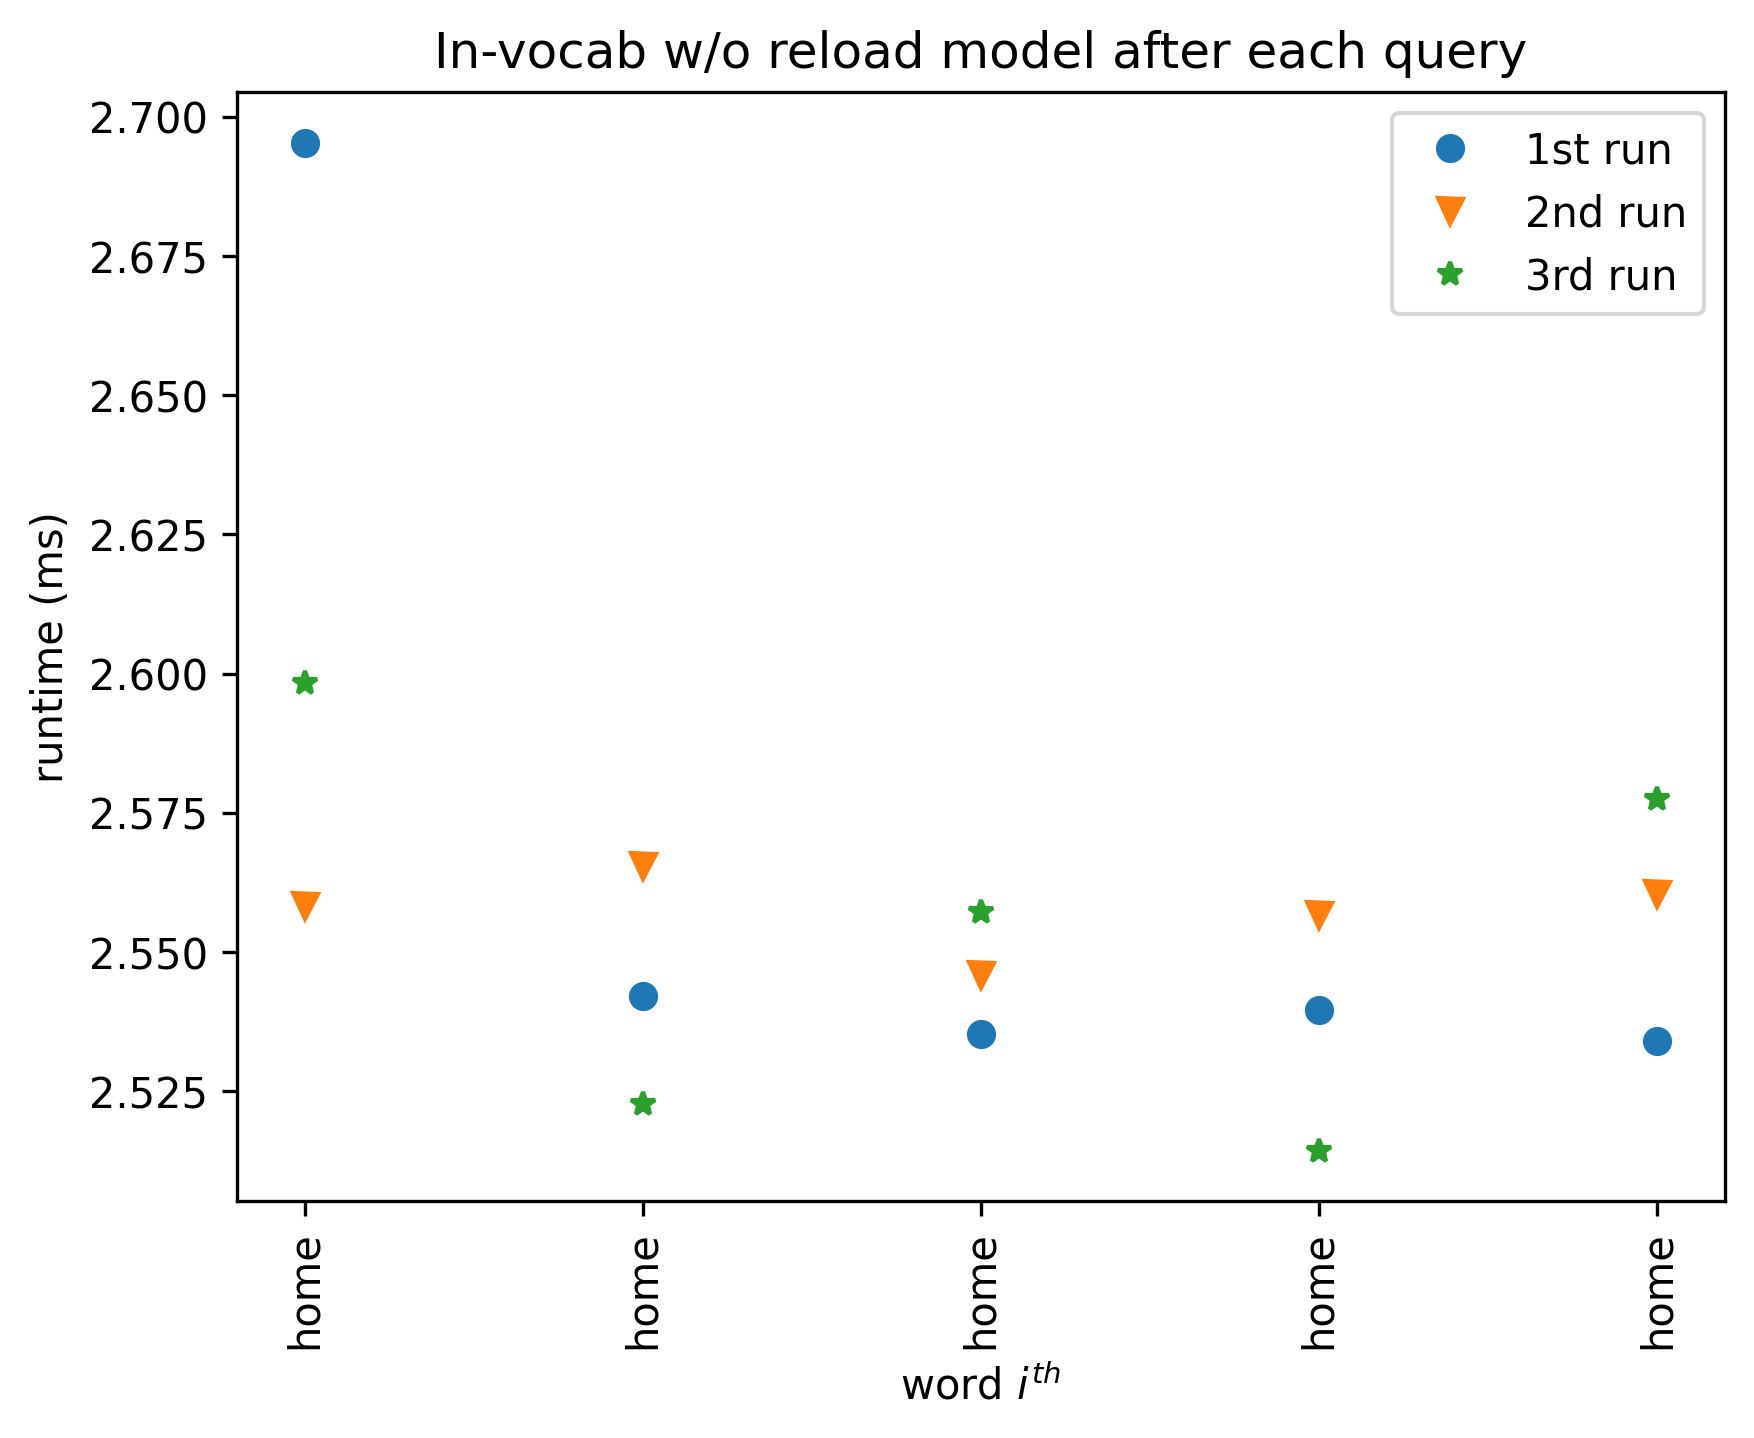 In-vocab w/o reload model after each query
2.700
2.675
2.650
2.625
2.600
2.575
2.550
2.525
runtime (ms)
1st run
2nd run
3rd run
home
home
home
home
home
word i^th